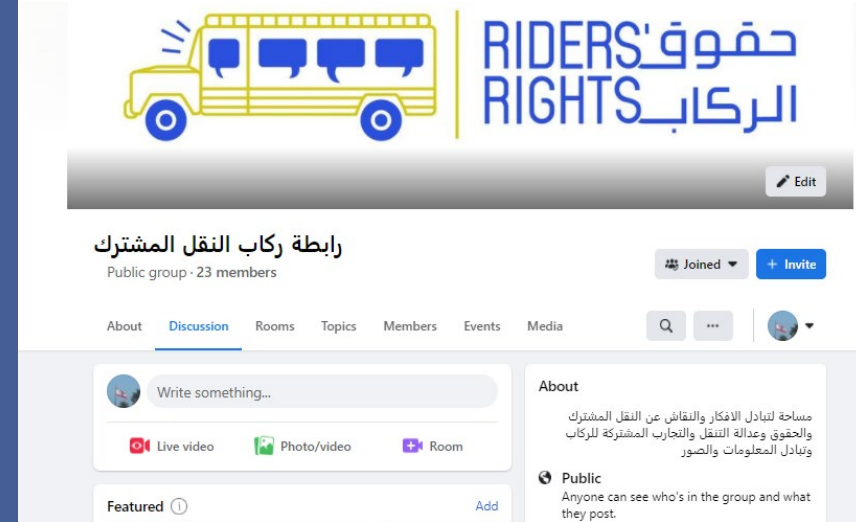 RIDERS' حقوق
RIGHTS الركاب
Edit
رابطة ركاب النقل المشترك
Public group · 23 members
Joined
+ Invite
About
Discussion
Rooms
Topics
Members
Events
Media
Write something...
Live video
Photo/video
Room
Featured
Add
About
مساحة لتبادل الافكار والنقاش عن النقل المشترك
والحقوق وعدالة التنقل والتجارب المشتركة للركاب
وتبادل المعلومات والصور
Public
Anyone can see who's in the group and what
they post.